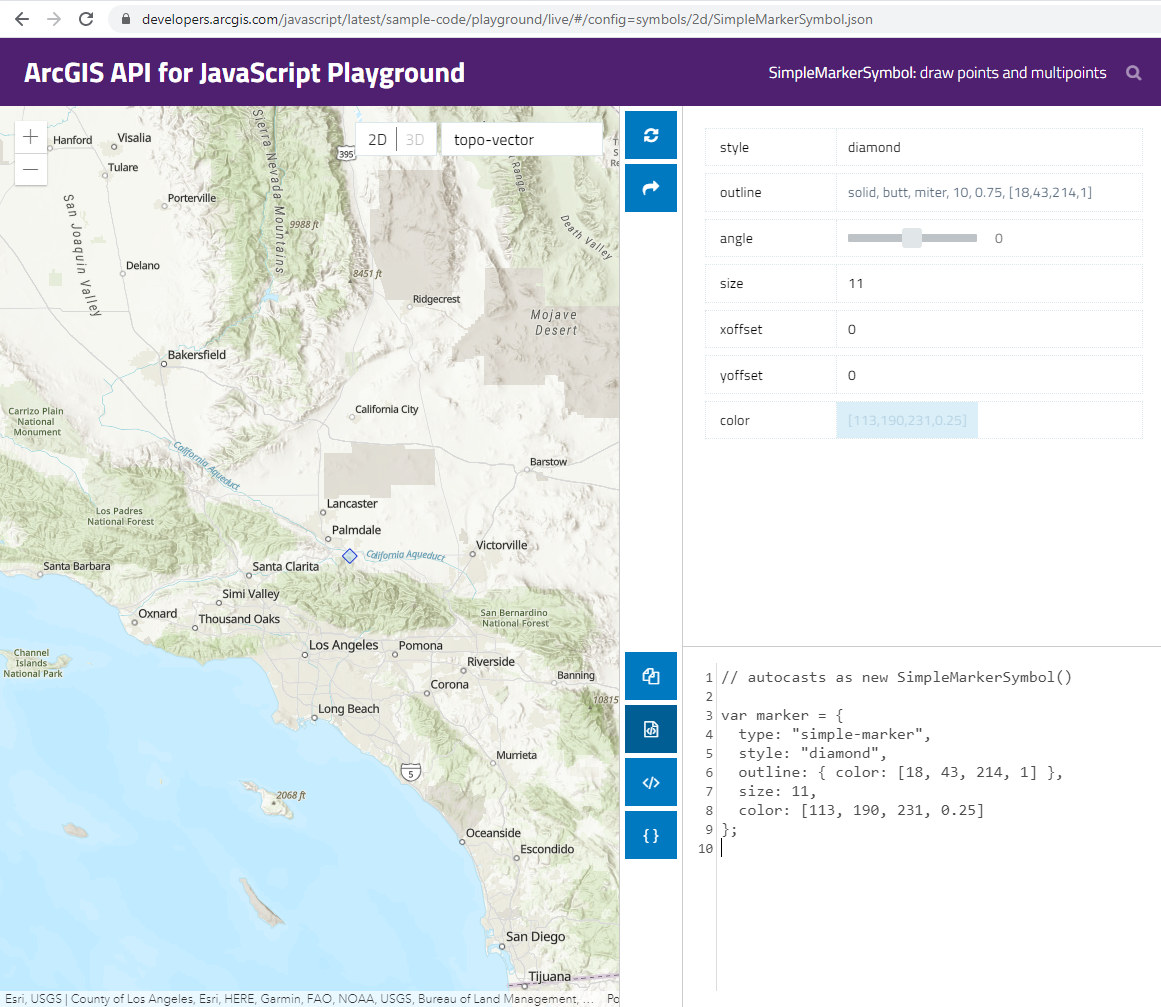 developers.arcgis.com/javascript/latest/sample-code/playground/live/#/config=symbols/2d/SimpleMarkerSymbol.json
ArcGIS API for JavaScript Playground
SimpleMarkerSymbol: draw points and multipoints
+
−
2D
3D
topo-vector
Hanford
Visalia
Tulare
Porterville
Delano
San Joaquin Valley
Sierra Nevada Mountains
395
9988 ft
8451 ft
Range
Death Valley
Ridgecrest
Mojave
Desert
Bakersfield
California City
Carrizo Plain
National
Monument
California Aqueduct
Barstow
Lancaster
Los Padres
National Forest
Palmdale
California Aqueduct
Victorville
Santa Barbara
Santa Clarita
Simi Valley
Oxnard
Thousand Oaks
San Bernardino
National Forest
Los Angeles
Pomona
Channel
Islands
National Park
Riverside
Banning
Corona
10815
Long Beach
Murrieta
5
2068 ft
Oceanside
Escondido
San Diego
Tijuana
Esri, USGS | County of Los Angeles, Esri, HERE, Garmin, FAO, NOAA, USGS, Bureau of Land Management, ...
Po
style diamond
outline solid, butt, miter, 10, 0.75, [18,43,214,1]
angle 0
size 11
xoffset 0
yoffset 0
color [113,190,231,0.25]
</>
{ }
1 // autocasts as new SimpleMarkerSymbol()
2
3 var marker = {
4 type: "simple-marker",
5 style: "diamond",
6 outline: { color: [18, 43, 214, 1] },
7 size: 11,
8 color: [113, 190, 231, 0.25]
9 };
10